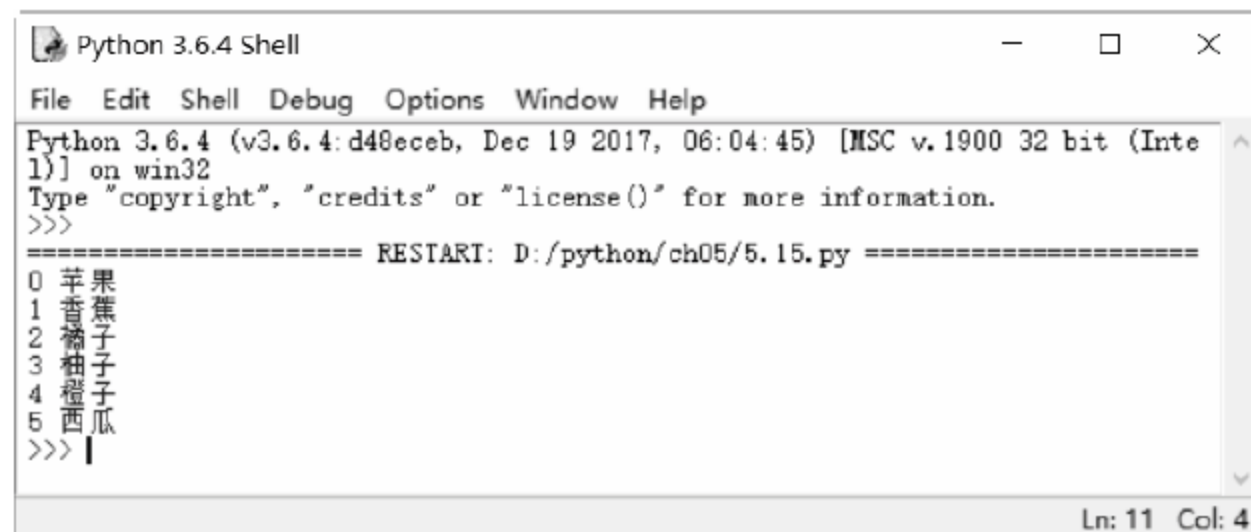 Python 3.6.4 Shell
File Edit Shell Debug Options Window Help
Python 3.6.4 (v3.6.4:d48eceb, Dec 19 2017, 06:04:45) [MSC v.1900 32 bit (Inte
l)] on win32
Type "copyright", "credits" or "license()" for more information.
>>>
====================== RESTART: D:/python/ch05/5.15.py ======================
0 苹果
1 香蕉
2 橘子
3 柚子
4 橙子
5 西瓜
>>>
Ln: 11 Col: 4